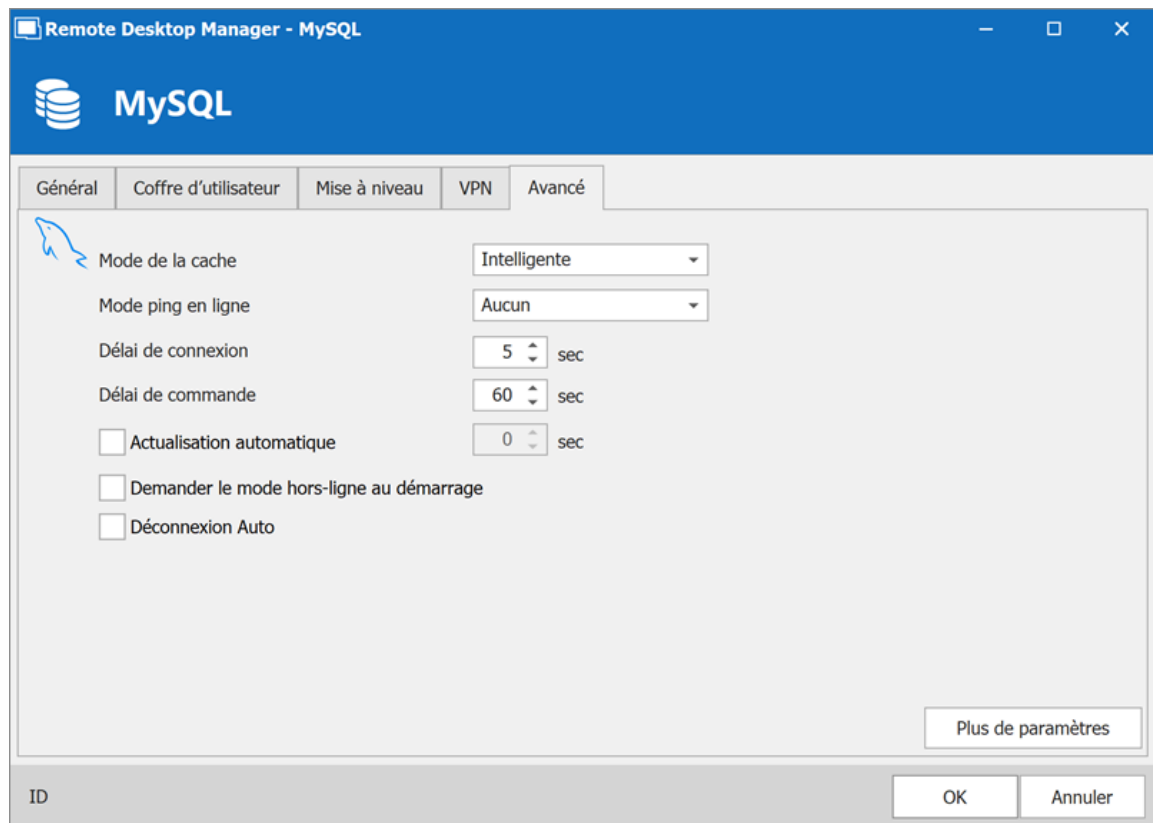 Remote Desktop Manager - MySQL
MySQL
Général Coffre d'utilisateur Mise à niveau VPN Avancé
Mode de la cache Intelligente
Mode ping en ligne Aucun
Délai de connexion 5 sec
Délai de commande 60 sec
Actualisation automatique 0 sec
Demander le mode hors-ligne au démarrage
Déconnexion Auto
Plus de paramètres
ID OK Annuler